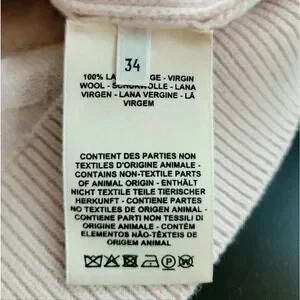 34
100% LA GE - VIRGIN
WOOL - SCHURWOLLE - LANA
VIRGEN - LANA VERGINE - LÃ
VIRGEM
CONTIENT DES PARTIES NON
TEXTILES D'ORIGINE ANIMALE -
CONTAINS NON-TEXTILE PARTS
OF ANIMAL ORIGIN - ENTHÄLT
NICHT TEXTILE TEILE TIERISCHER
HERKUNFT - CONTIENE PARTES
NO TEXTILES DE ORIGEN ANIMAL -
CONTIENE PARTI NON TESSILI DI
ORIGINE ANIMALE - CONTÉM
ELEMENTOS NÃO-TÊXTEIS DE
ORIGEM ANIMAL